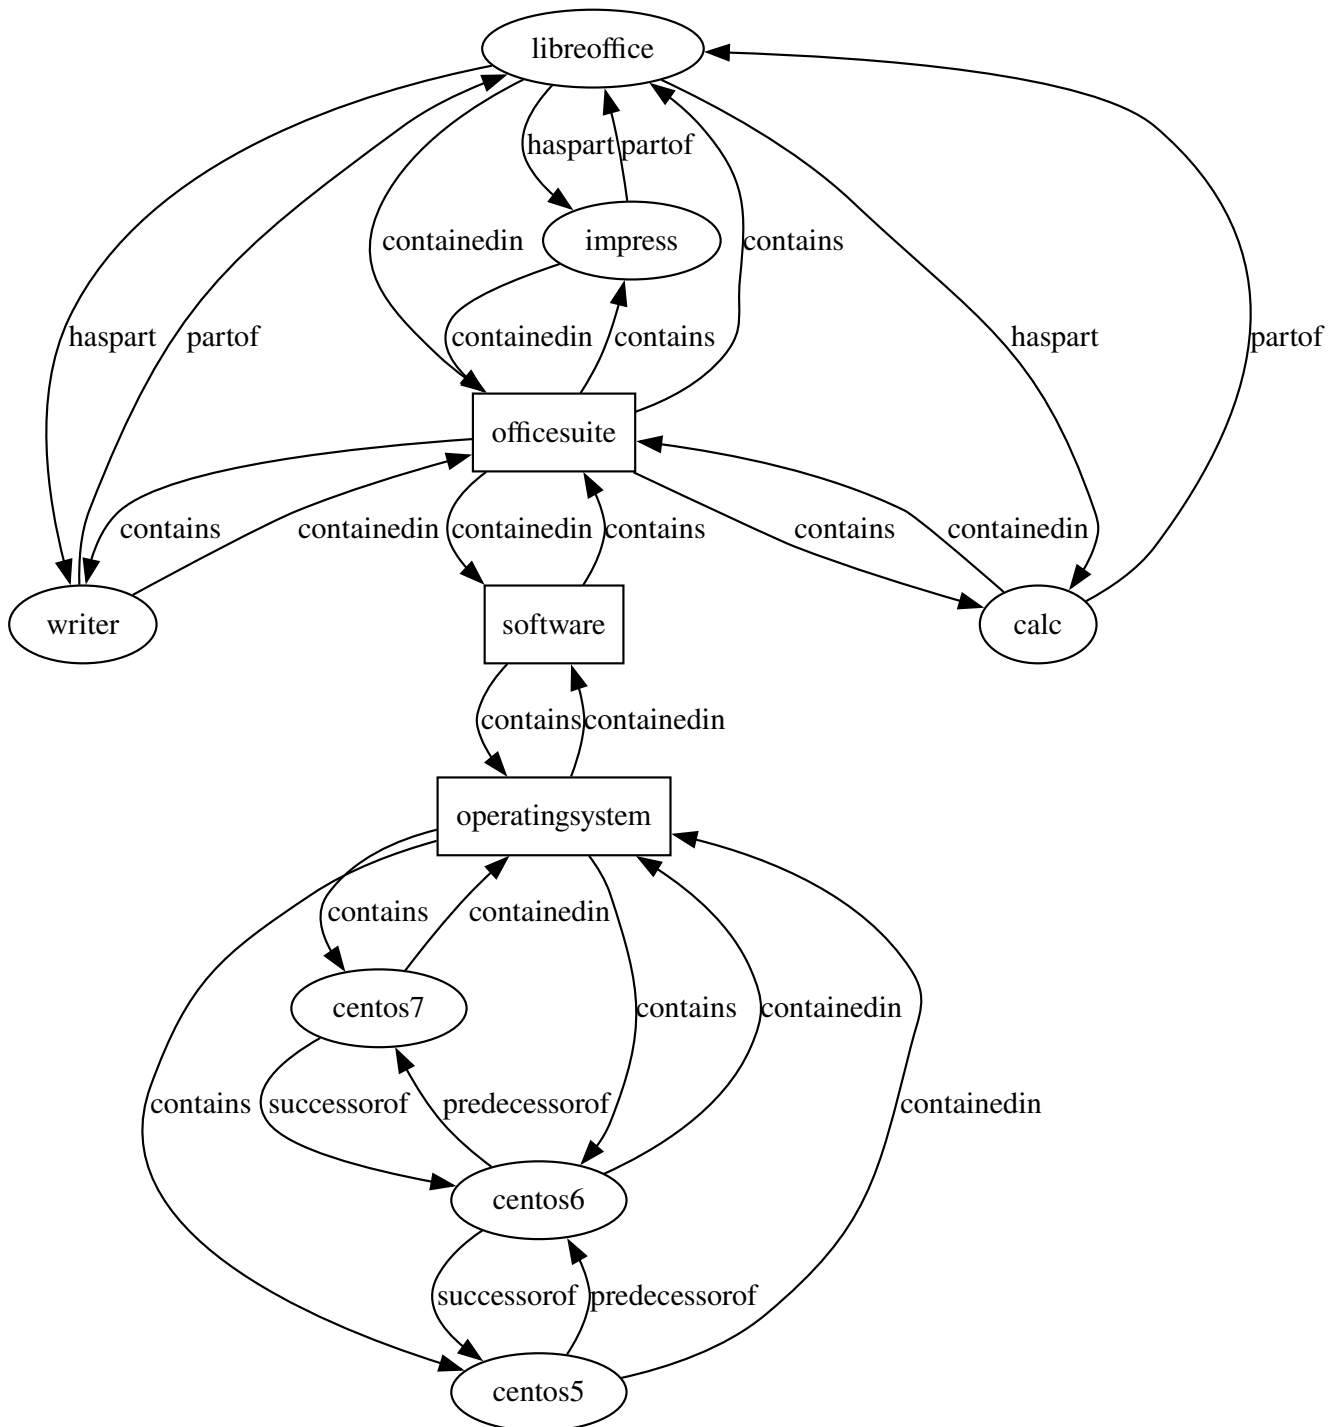 libreoffice
haspart partof
containedin impress contains
haspart partof containedin contains haspart partof
officesuite
contains containedin containedin contains contains containedin
writer software calc
contains containedin
operatingsystem
contains containedin
centos7 contains containedin
contains successorof predecessorof containedin
centos6
successorof predecessorof
centos5